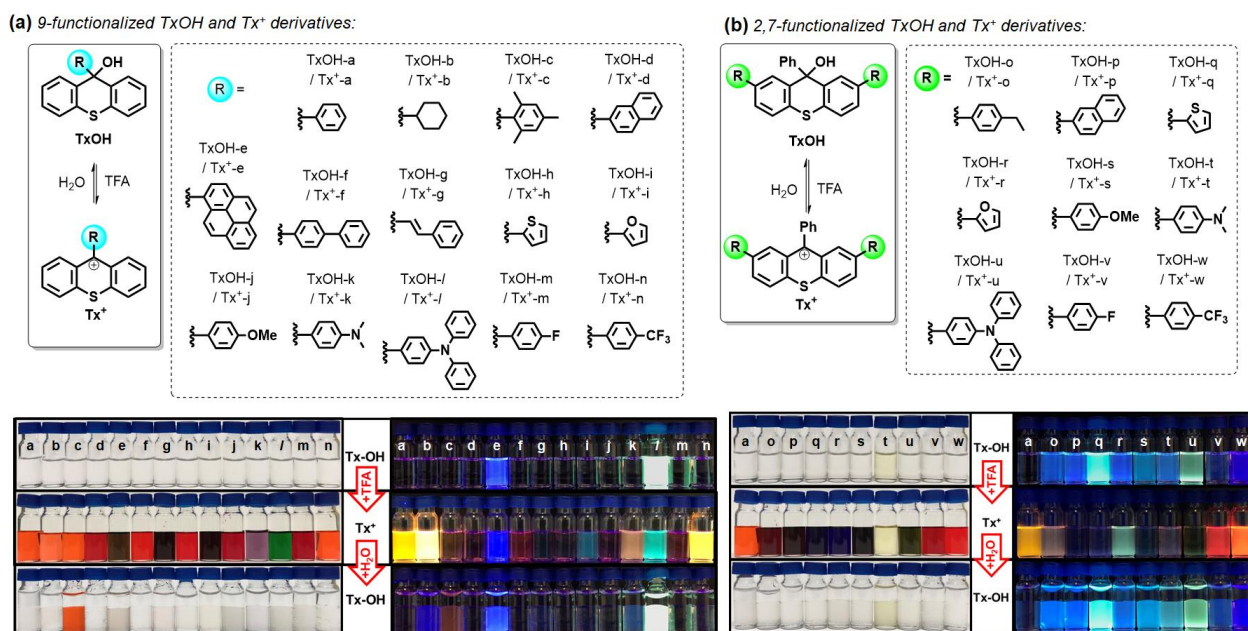 (a) 9-functionalized TxOH and Tx⁺ derivatives:
R OH
S
TxOH
H₂O TFA
R
S
Tx⁺
R =
TxOH-a
/ Tx⁺-a
TxOH-b
/ Tx⁺-b
TxOH-c
/ Tx⁺-c
TxOH-d
/ Tx⁺-d
TxOH-e
/ Tx⁺-e
TxOH-f
/ Tx⁺-f
TxOH-g
/ Tx⁺-g
TxOH-h
/ Tx⁺-h
S
TxOH-i
/ Tx⁺-i
O
TxOH-j
/ Tx⁺-j
OMe
TxOH-k
/ Tx⁺-k
N
TxOH-l
/ Tx⁺-l
N
TxOH-m
/ Tx⁺-m
F
TxOH-n
/ Tx⁺-n
CF₃
(b) 2,7-functionalized TxOH and Tx⁺ derivatives:
R Ph OH R
S
TxOH
H₂O TFA
Ph
R R
S
Tx⁺
R =
TxOH-o
/ Tx⁺-o
TxOH-p
/ Tx⁺-p
TxOH-q
/ Tx⁺-q
S
TxOH-r
/ Tx⁺-r
O
TxOH-s
/ Tx⁺-s
OMe
TxOH-t
/ Tx⁺-t
N
TxOH-u
/ Tx⁺-u
N
TxOH-v
/ Tx⁺-v
F
TxOH-w
/ Tx⁺-w
CF₃
a b c d e f g h i j k l m n
Tx-OH
+TFA
Tx⁺
+H₂O
Tx-OH
a b c d e f g h i j k l m n
a o p q r s t u v w
Tx-OH
+TFA
Tx⁺
+H₂O
Tx-OH
a o p q r s t u v w